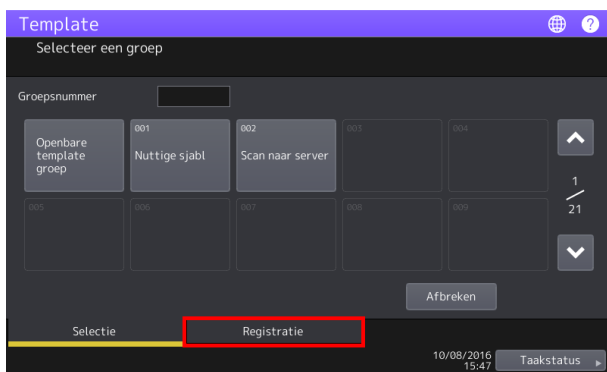 Template
?
Selecteer een groep
Groepsnummer
Openbare
template
groep
001
Nuttige sjabl
002
Scan naar server
003
004
1
21
005
006
007
008
009
Afbreken
Selectie
Registratie
10/08/2016
15:47
Taakstatus